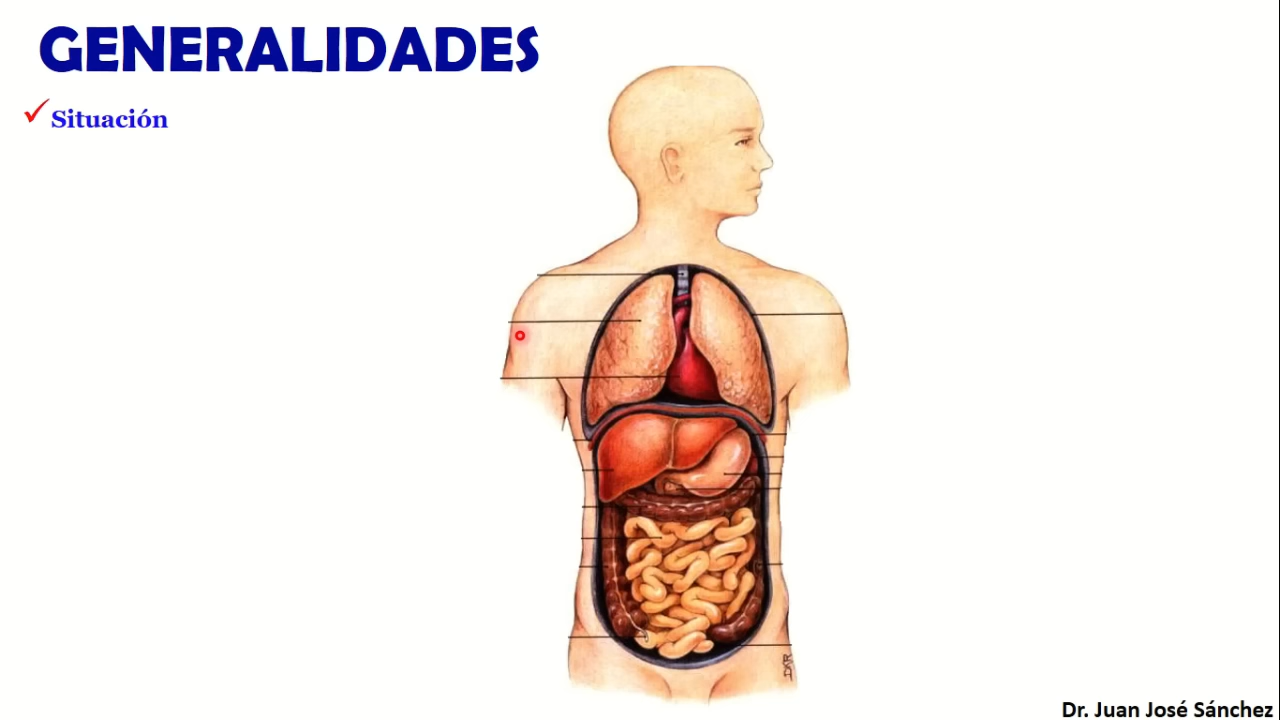 GENERALIDADES
✓Situación
Dr. Juan José Sánchez